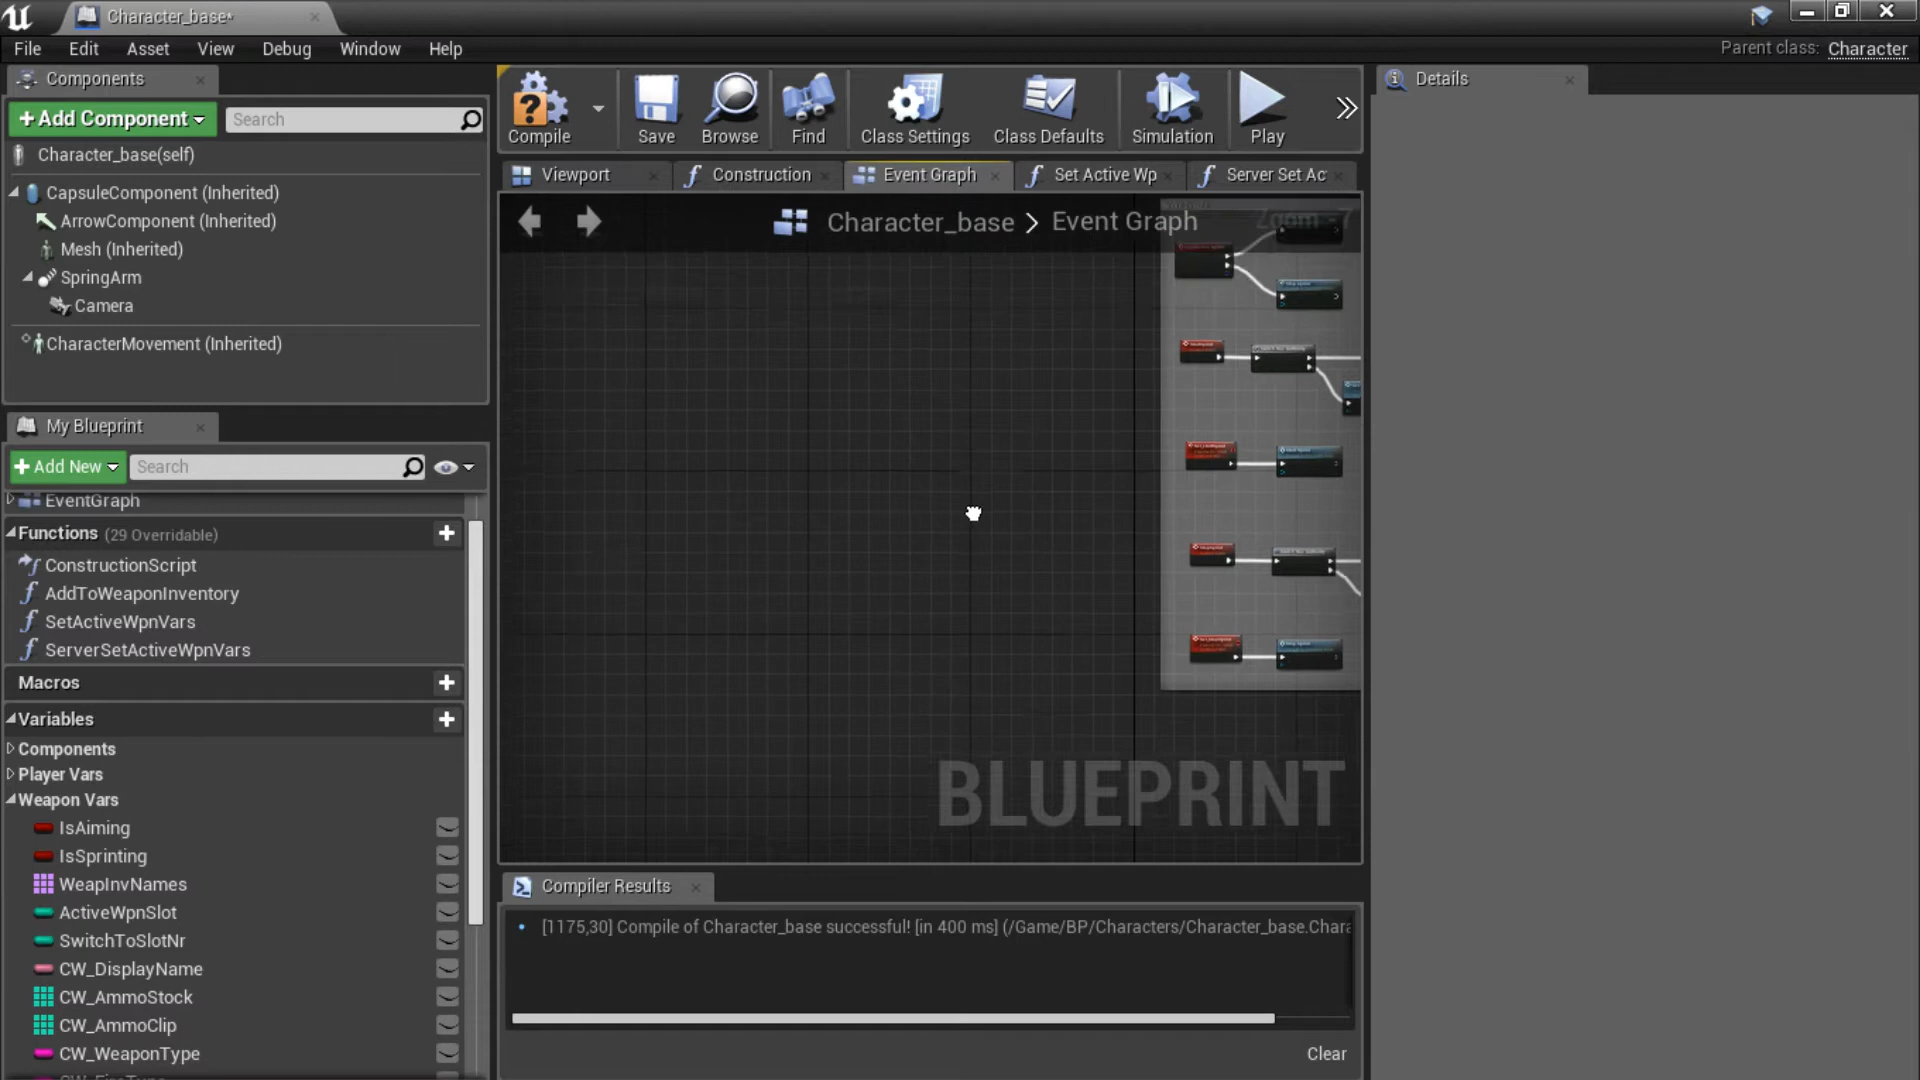 Character_base*
File Edit Asset View Debug Window Help
Parent class: Character
Components
+ Add Component
Search
Character_base(self)
CapsuleComponent (Inherited)
ArrowComponent (Inherited)
Mesh (Inherited)
SpringArm
Camera
CharacterMovement (Inherited)
My Blueprint
+ Add New
Search
EventGraph
Functions (29 Overridable)
ConstructionScript
AddToWeaponInventory
SetActiveWpnVars
ServerSetActiveWpnVars
Macros
Variables
Components
Player Vars
Weapon Vars
IsAiming
IsSprinting
WeapInvNames
ActiveWpnSlot
SwitchToSlotNr
CW_DisplayName
CW_AmmoStock
CW_AmmoClip
CW_WeaponType
Compile Save Browse Find Class Settings Class Defaults Simulation Play
Viewport Construction Event Graph Set Active Wp Server Set Ac
Character_base > Event Graph
Zoom -7
BLUEPRINT
Compiler Results
[1175,30] Compile of Character_base successful! [in 400 ms] (/Game/BP/Characters/Character_base.Chara
Clear
Details